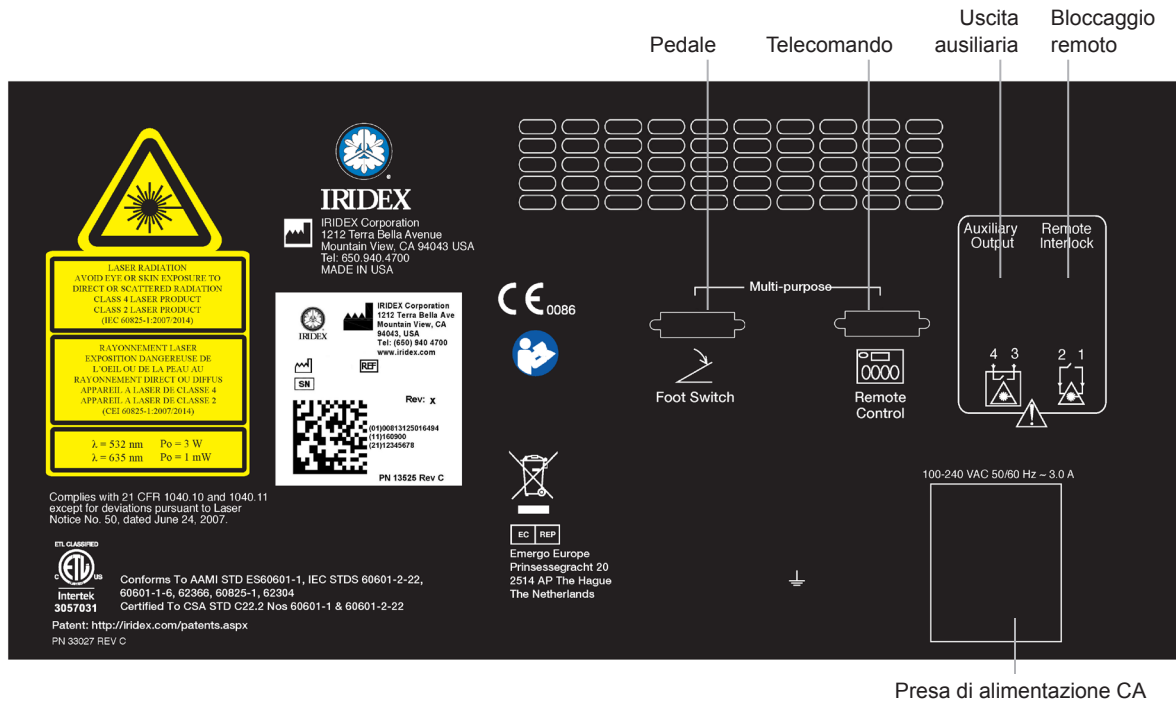 Uscita
ausiliaria
Bloccaggio
remoto
Pedale
Telecomando
IRIDEX
IRIDEX Corporation
1212 Terra Bella Avenue
Mountain View, CA 94043 USA
Tel: 650.940.4700
MADE IN USA
LASER RADIATION
AVOID EYE OR SKIN EXPOSURE TO
DIRECT OR SCATTERED RADIATION
CLASS 4 LASER PRODUCT
CLASS 2 LASER PRODUCT
(IEC 60825-1:2007/2014)
RAYONNEMENT LASER
EXPOSITION DANGEREUSE DE
L'OEIL OU DE LA PEAU AU
RAYONNEMENT DIRECT OU DIFFUS
APPAREIL A LASER DE CLASSE 4
APPAREIL A LASER DE CLASSE 2
(CEI 60825-1:2007/2014)
λ = 532 nm Po = 3 W
λ = 635 nm Po = 1 mW
IRIDEX
IRIDEX Corporation
1212 Terra Bella Ave
Mountain View, CA
94043, USA
Tel: (650) 940 4700
www.iridex.com
REF
SN
Rev: X
(01)00813125016494
(11)160900
(21)12345678
PN 13525 Rev C
Complies with 21 CFR 1040.10 and 1040.11
except for deviations pursuant to Laser
Notice No. 50, dated June 24, 2007.
ETL CLASSIFIED
ETL
C US
Intertek
3057031
Conforms To AAMI STD ES60601-1, IEC STDS 60601-2-22,
60601-1-6, 62366, 60825-1, 62304
Certified To CSA STD C22.2 Nos 60601-1 & 60601-2-22
Patent: http://iridex.com/patents.aspx
PN 33027 REV C
CE 0086
EC REP
Emergo Europe
Prinsessegracht 20
2514 AP The Hague
The Netherlands
Multi-purpose
Foot Switch
0000
Remote
Control
Auxiliary
Output
Remote
Interlock
4 3 2 1
100-240 VAC 50/60 Hz ~ 3.0 A
Presa di alimentazione CA